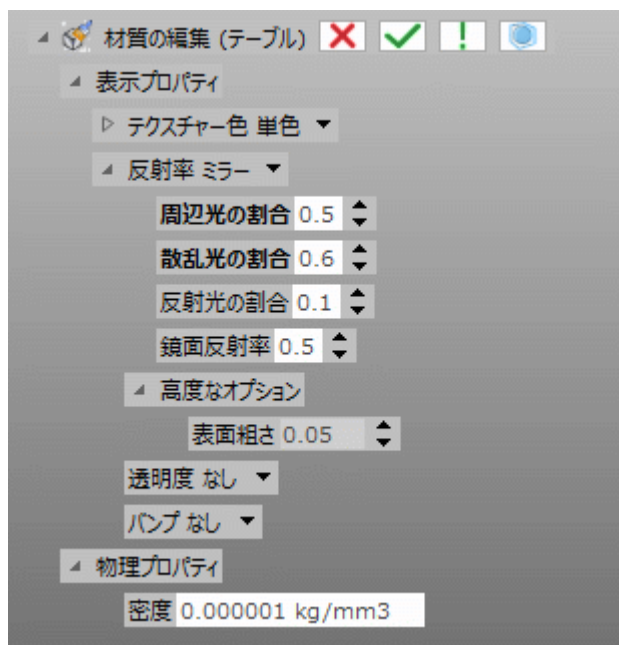 材質の編集 (テーブル)
表示プロパティ
テクスチャー色 単色
反射率 ミラー
周辺光の割合 0.5
散乱光の割合 0.6
反射光の割合 0.1
鏡面反射率 0.5
高度なオプション
表面粗さ 0.05
透明度 なし
バンプ なし
物理プロパティ
密度 0.000001 kg/mm3